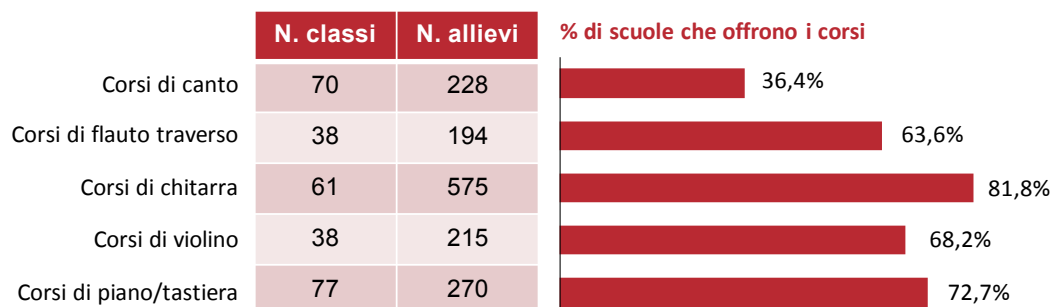 N. classi N. allievi % di scuole che offrono i corsi
Corsi di canto 70 228 36,4%
Corsi di flauto traverso 38 194 63,6%
Corsi di chitarra 61 575 81,8%
Corsi di violino 38 215 68,2%
Corsi di piano/tastiera 77 270 72,7%